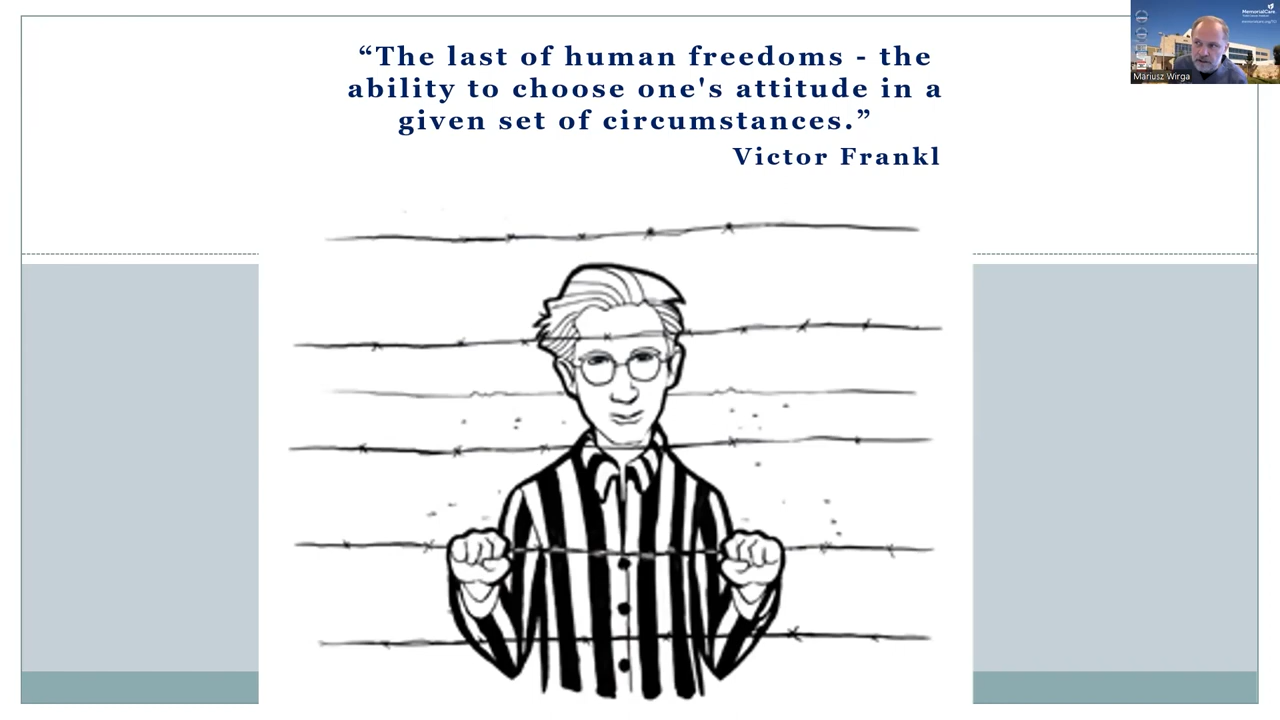 “The last of human freedoms - the
ability to choose one's attitude in a
given set of circumstances.”
Victor Frankl
MemorialCare
Mariusz Wirga